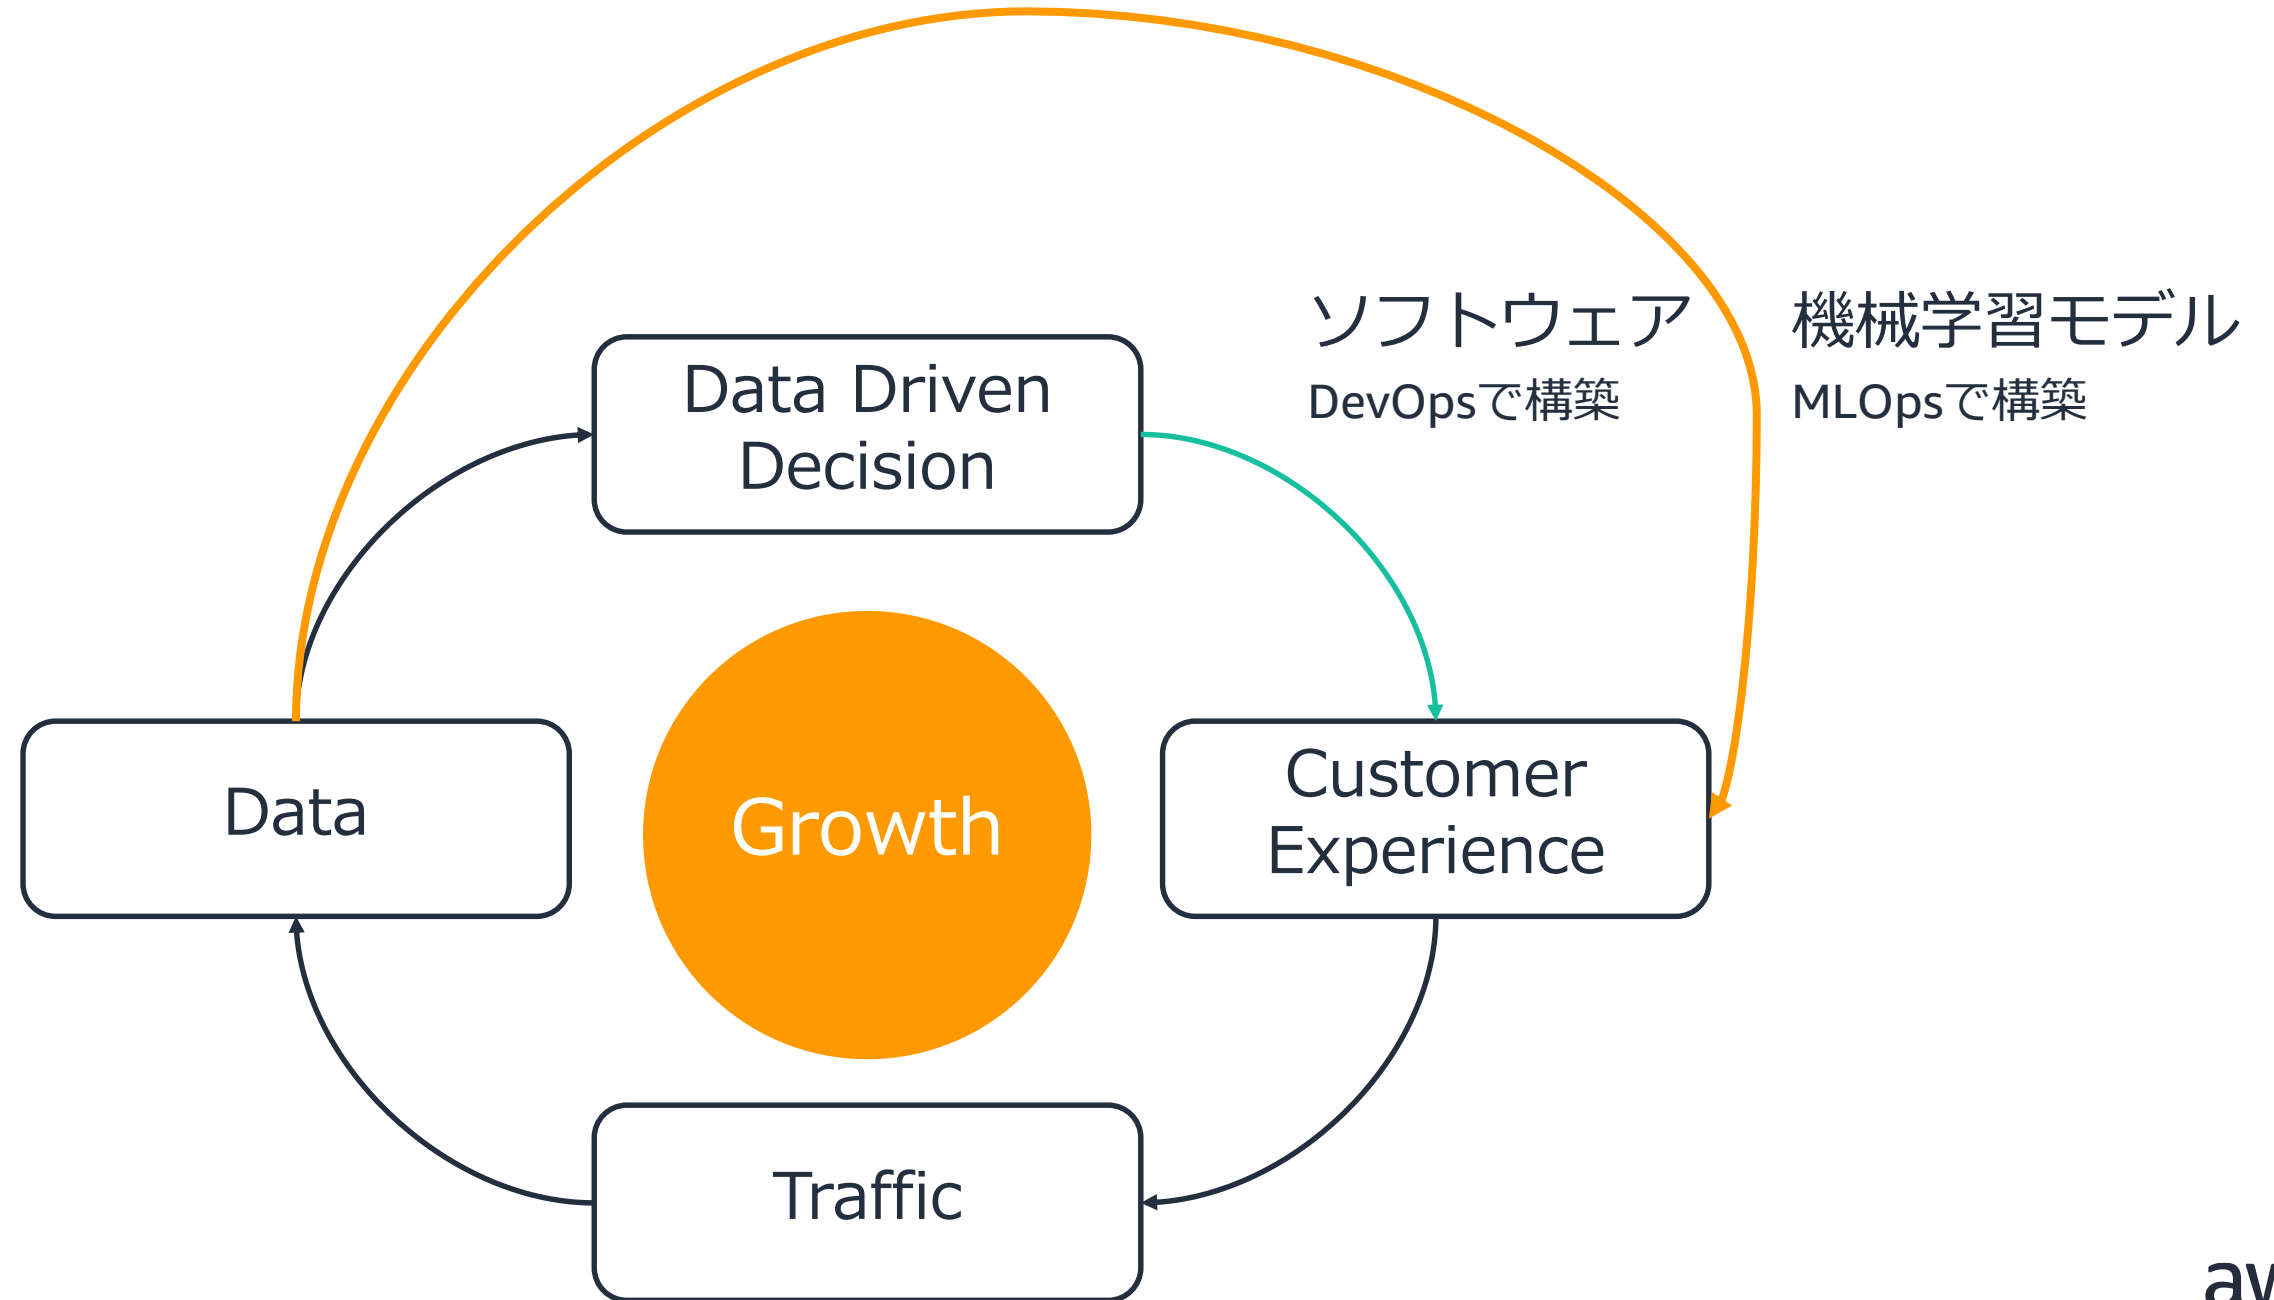 ソフトウェア
DevOpsで構築
機械学習モデル
MLOpsで構築
Data Driven
Decision
Data
Growth
Customer
Experience
Traffic